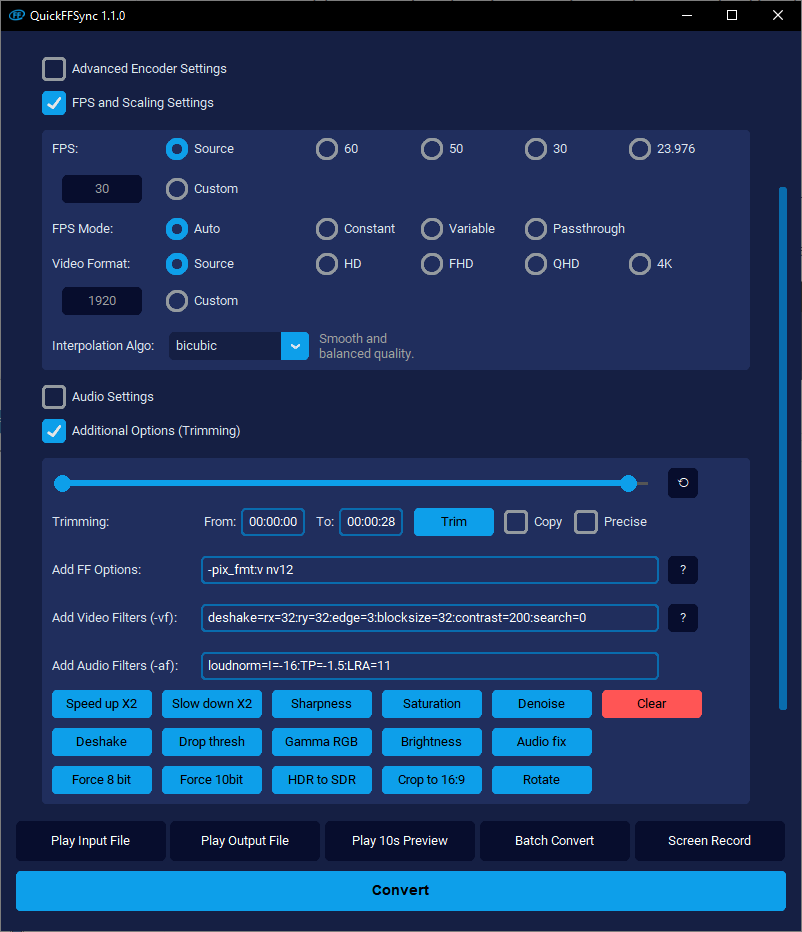 QuickFFSync 1.1.0
Advanced Encoder Settings
FPS and Scaling Settings
FPS: Source 60 50 30 23.976
30 Custom
FPS Mode: Auto Constant Variable Passthrough
Video Format: Source HD FHD QHD 4K
1920 Custom
Interpolation Algo: bicubic Smooth and
balanced quality.
Audio Settings
Additional Options (Trimming)
Trimming: From: 00:00:00 To: 00:00:28 Trim Copy Precise
Add FF Options: -pix_fmt:v nv12 ?
Add Video Filters (-vf): deshake=rx=32:ry=32:edge=3:blocksize=32:contrast=200:search=0 ?
Add Audio Filters (-af): loudnorm=I=-16:TP=-1.5:LRA=11
Speed up X2 Slow down X2 Sharpness Saturation Denoise Clear
Deshake Drop thresh Gamma RGB Brightness Audio fix
Force 8 bit Force 10bit HDR to SDR Crop to 16:9 Rotate
Play Input File Play Output File Play 10s Preview Batch Convert Screen Record
Convert